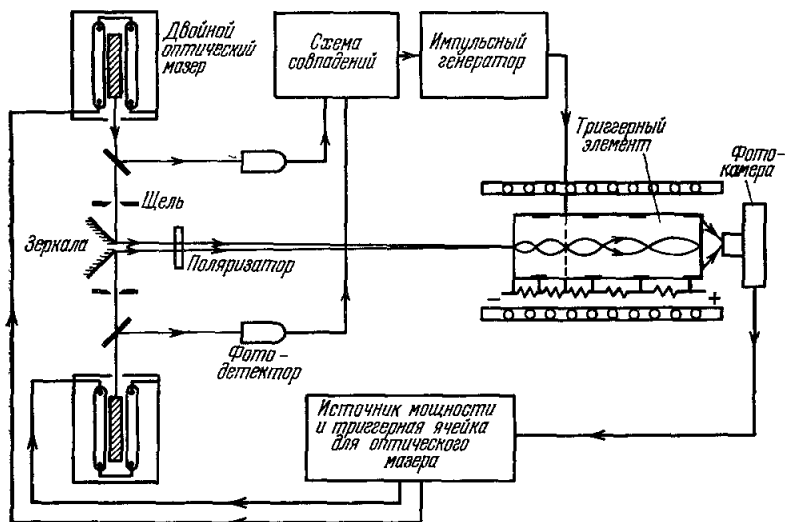 Двойной
оптический
мазер
Схема
совпадений
Импульсный
генератор
Триггерный
элемент
Фото-
камера
Щель
Зеркала
Поляризатор
- +
Фото-
детектор
Источник мощности
и триггерная ячейка
для оптического
мазера